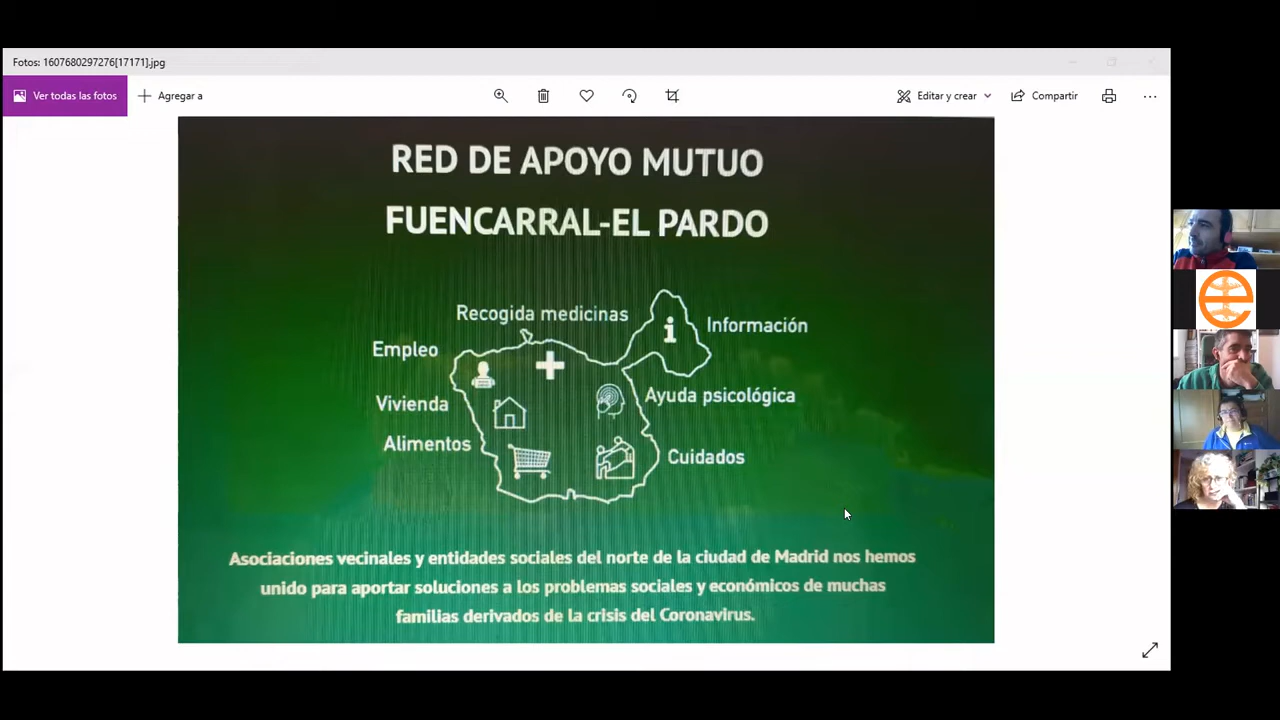 Fotos: 1607680297276[17171].jpg
Ver todas las fotos
Agregar a
Editar y crear
Compartir
RED DE APOYO MUTUO
FUENCARRAL-EL PARDO
Recogida medicinas
Información
Empleo
Ayuda psicológica
Vivienda
Alimentos
Cuidados
Asociaciones vecinales y entidades sociales del norte de la ciudad de Madrid nos hemos
unido para aportar soluciones a los problemas sociales y económicos de muchas
familias derivados de la crisis del Coronavirus.